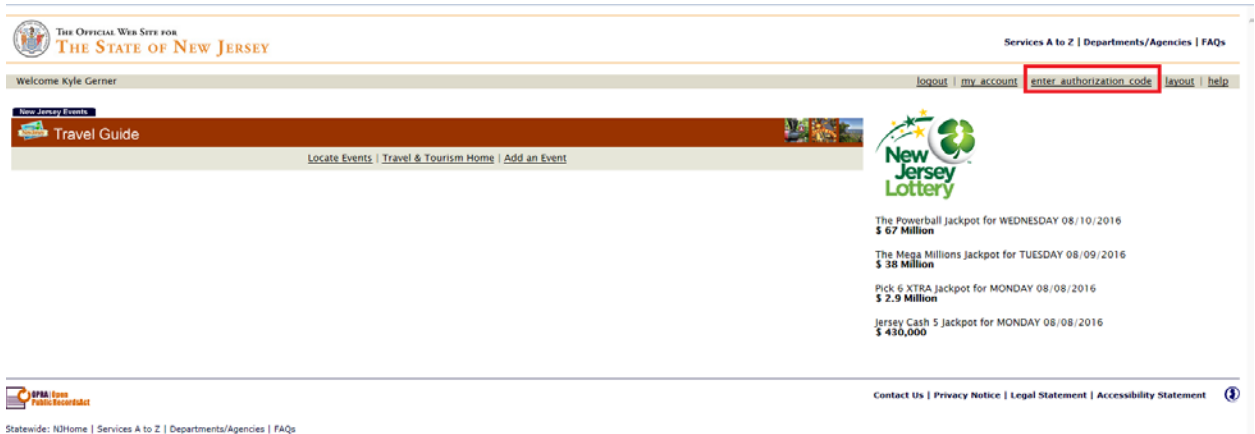 The Official Web Site for
The State of New Jersey
Services A to Z | Departments/Agencies | FAQs
Welcome Kyle Gerner
logout | my account | enter authorization code | layout | help
New Jersey Events
Travel Guide
Locate Events | Travel & Tourism Home | Add an Event
New
Jersey
Lottery
The Powerball Jackpot for WEDNESDAY 08/10/2016
$ 67 Million
The Mega Millions Jackpot for TUESDAY 08/09/2016
$ 38 Million
Pick 6 XTRA Jackpot for MONDAY 08/08/2016
$ 2.9 Million
Jersey Cash 5 Jackpot for MONDAY 08/08/2016
$ 430,000
OPRA | Open
Public Records Act
Contact Us | Privacy Notice | Legal Statement | Accessibility Statement
Statewide: NJHome | Services A to Z | Departments/Agencies | FAQs